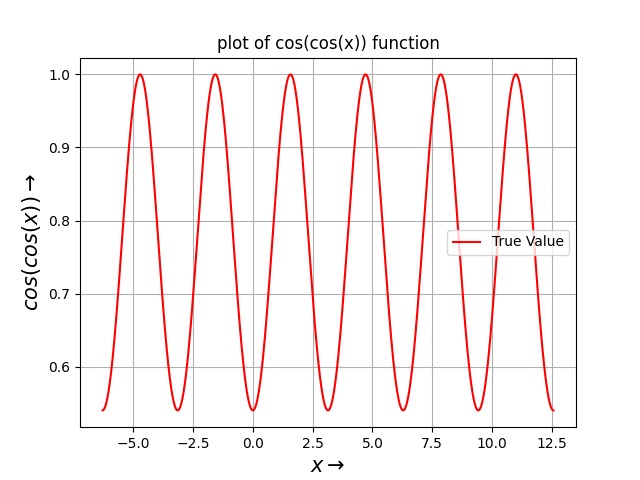 plot of cos(cos(x)) function
cos(cos(x)) →
1.0
0.9
0.8
0.7
0.6
True Value
−5.0 −2.5 0.0 2.5 5.0 7.5 10.0 12.5
x →